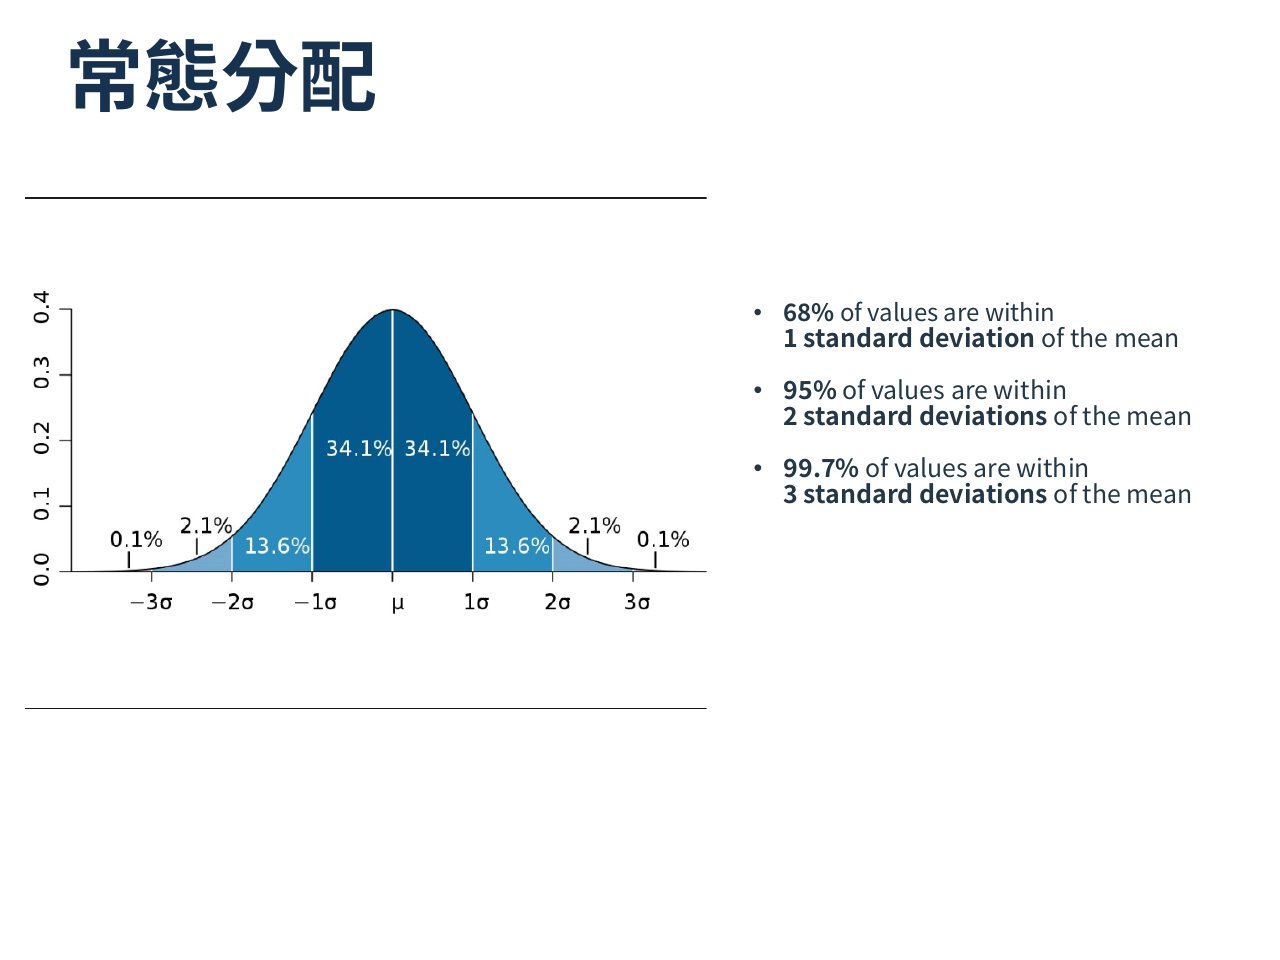 常態分配
0.4
0.3
0.2
0.1
0.0
34.1% 34.1%
0.1% 2.1% 13.6% 13.6% 2.1% 0.1%
−3σ −2σ −1σ μ 1σ 2σ 3σ
• 68% of values are within
1 standard deviation of the mean
• 95% of values are within
2 standard deviations of the mean
• 99.7% of values are within
3 standard deviations of the mean